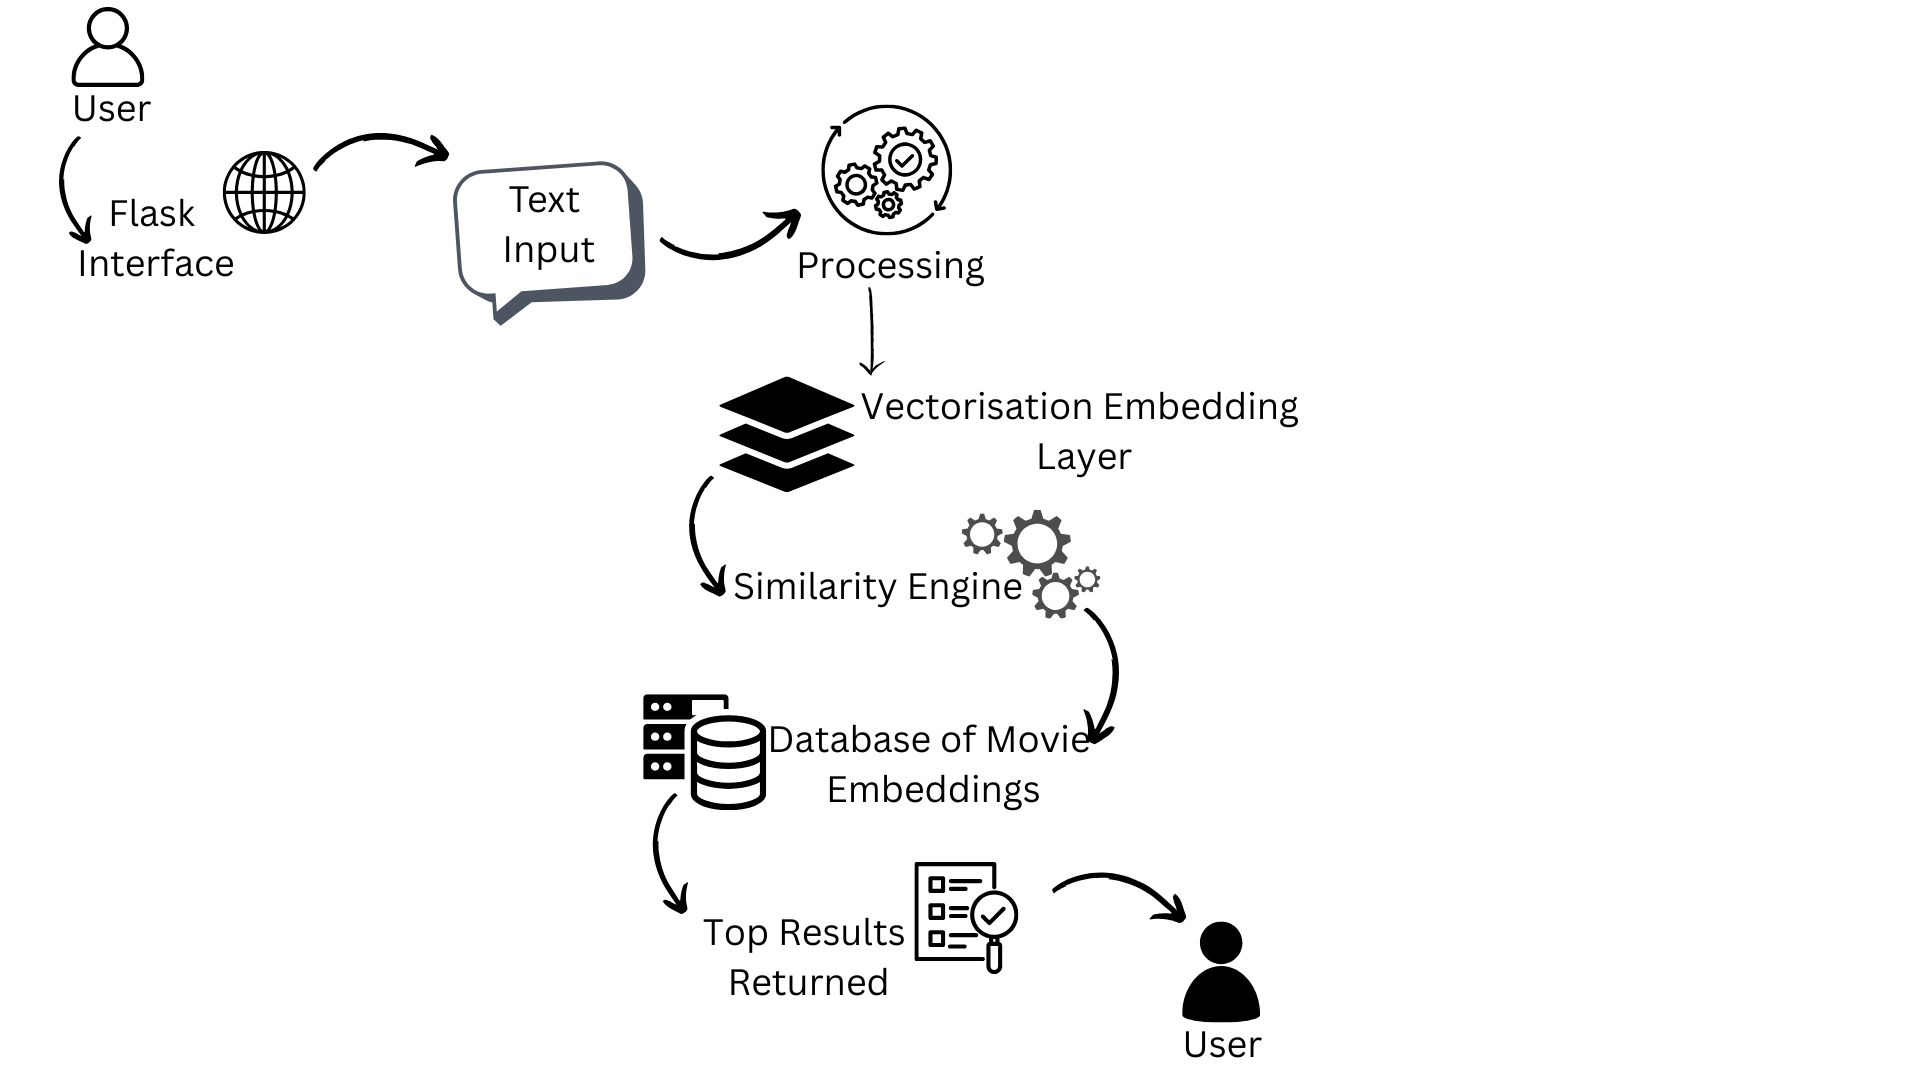 User
Flask
Interface
Text
Input
Processing
Vectorisation Embedding
Layer
Similarity Engine
Database of Movie
Embeddings
Top Results
Returned
User